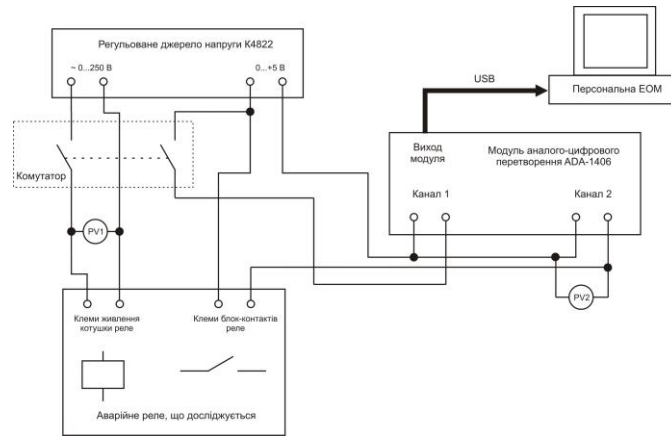 Регульоване джерело напруги К4822
~ 0...250 В
0...+5 В
USB
Персональна ЕОМ
Вихід
модуля
Модуль аналого-цифрового
перетворення ADA-1406
Комутатор
Канал 1
Канал 2
PV1
PV2
Клеми живлення
котушки реле
Клеми блок-контактів
реле
Аварійне реле, що досліджується